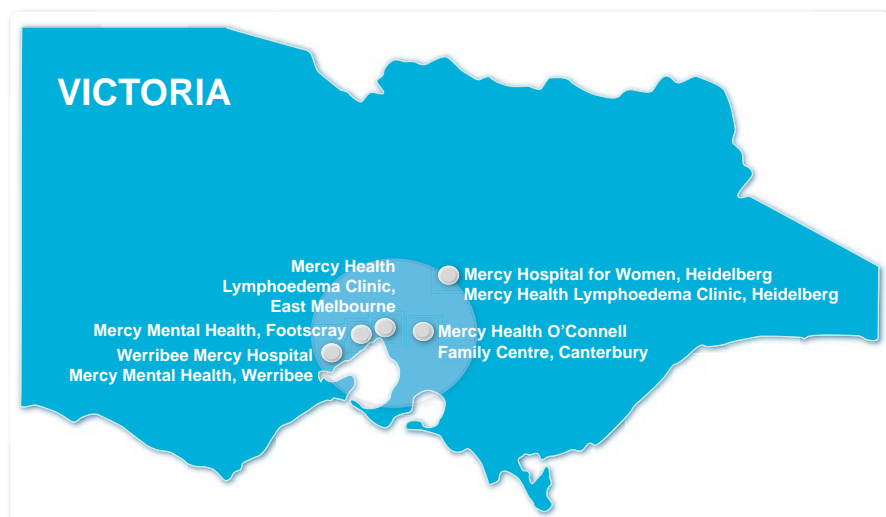 VICTORIA
Mercy Health
Lymphoedema Clinic,
East Melbourne
Mercy Mental Health, Footscray
Werribee Mercy Hospital
Mercy Mental Health, Werribee
Mercy Hospital for Women, Heidelberg
Mercy Health Lymphoedema Clinic, Heidelberg
Mercy Health O’Connell
Family Centre, Canterbury